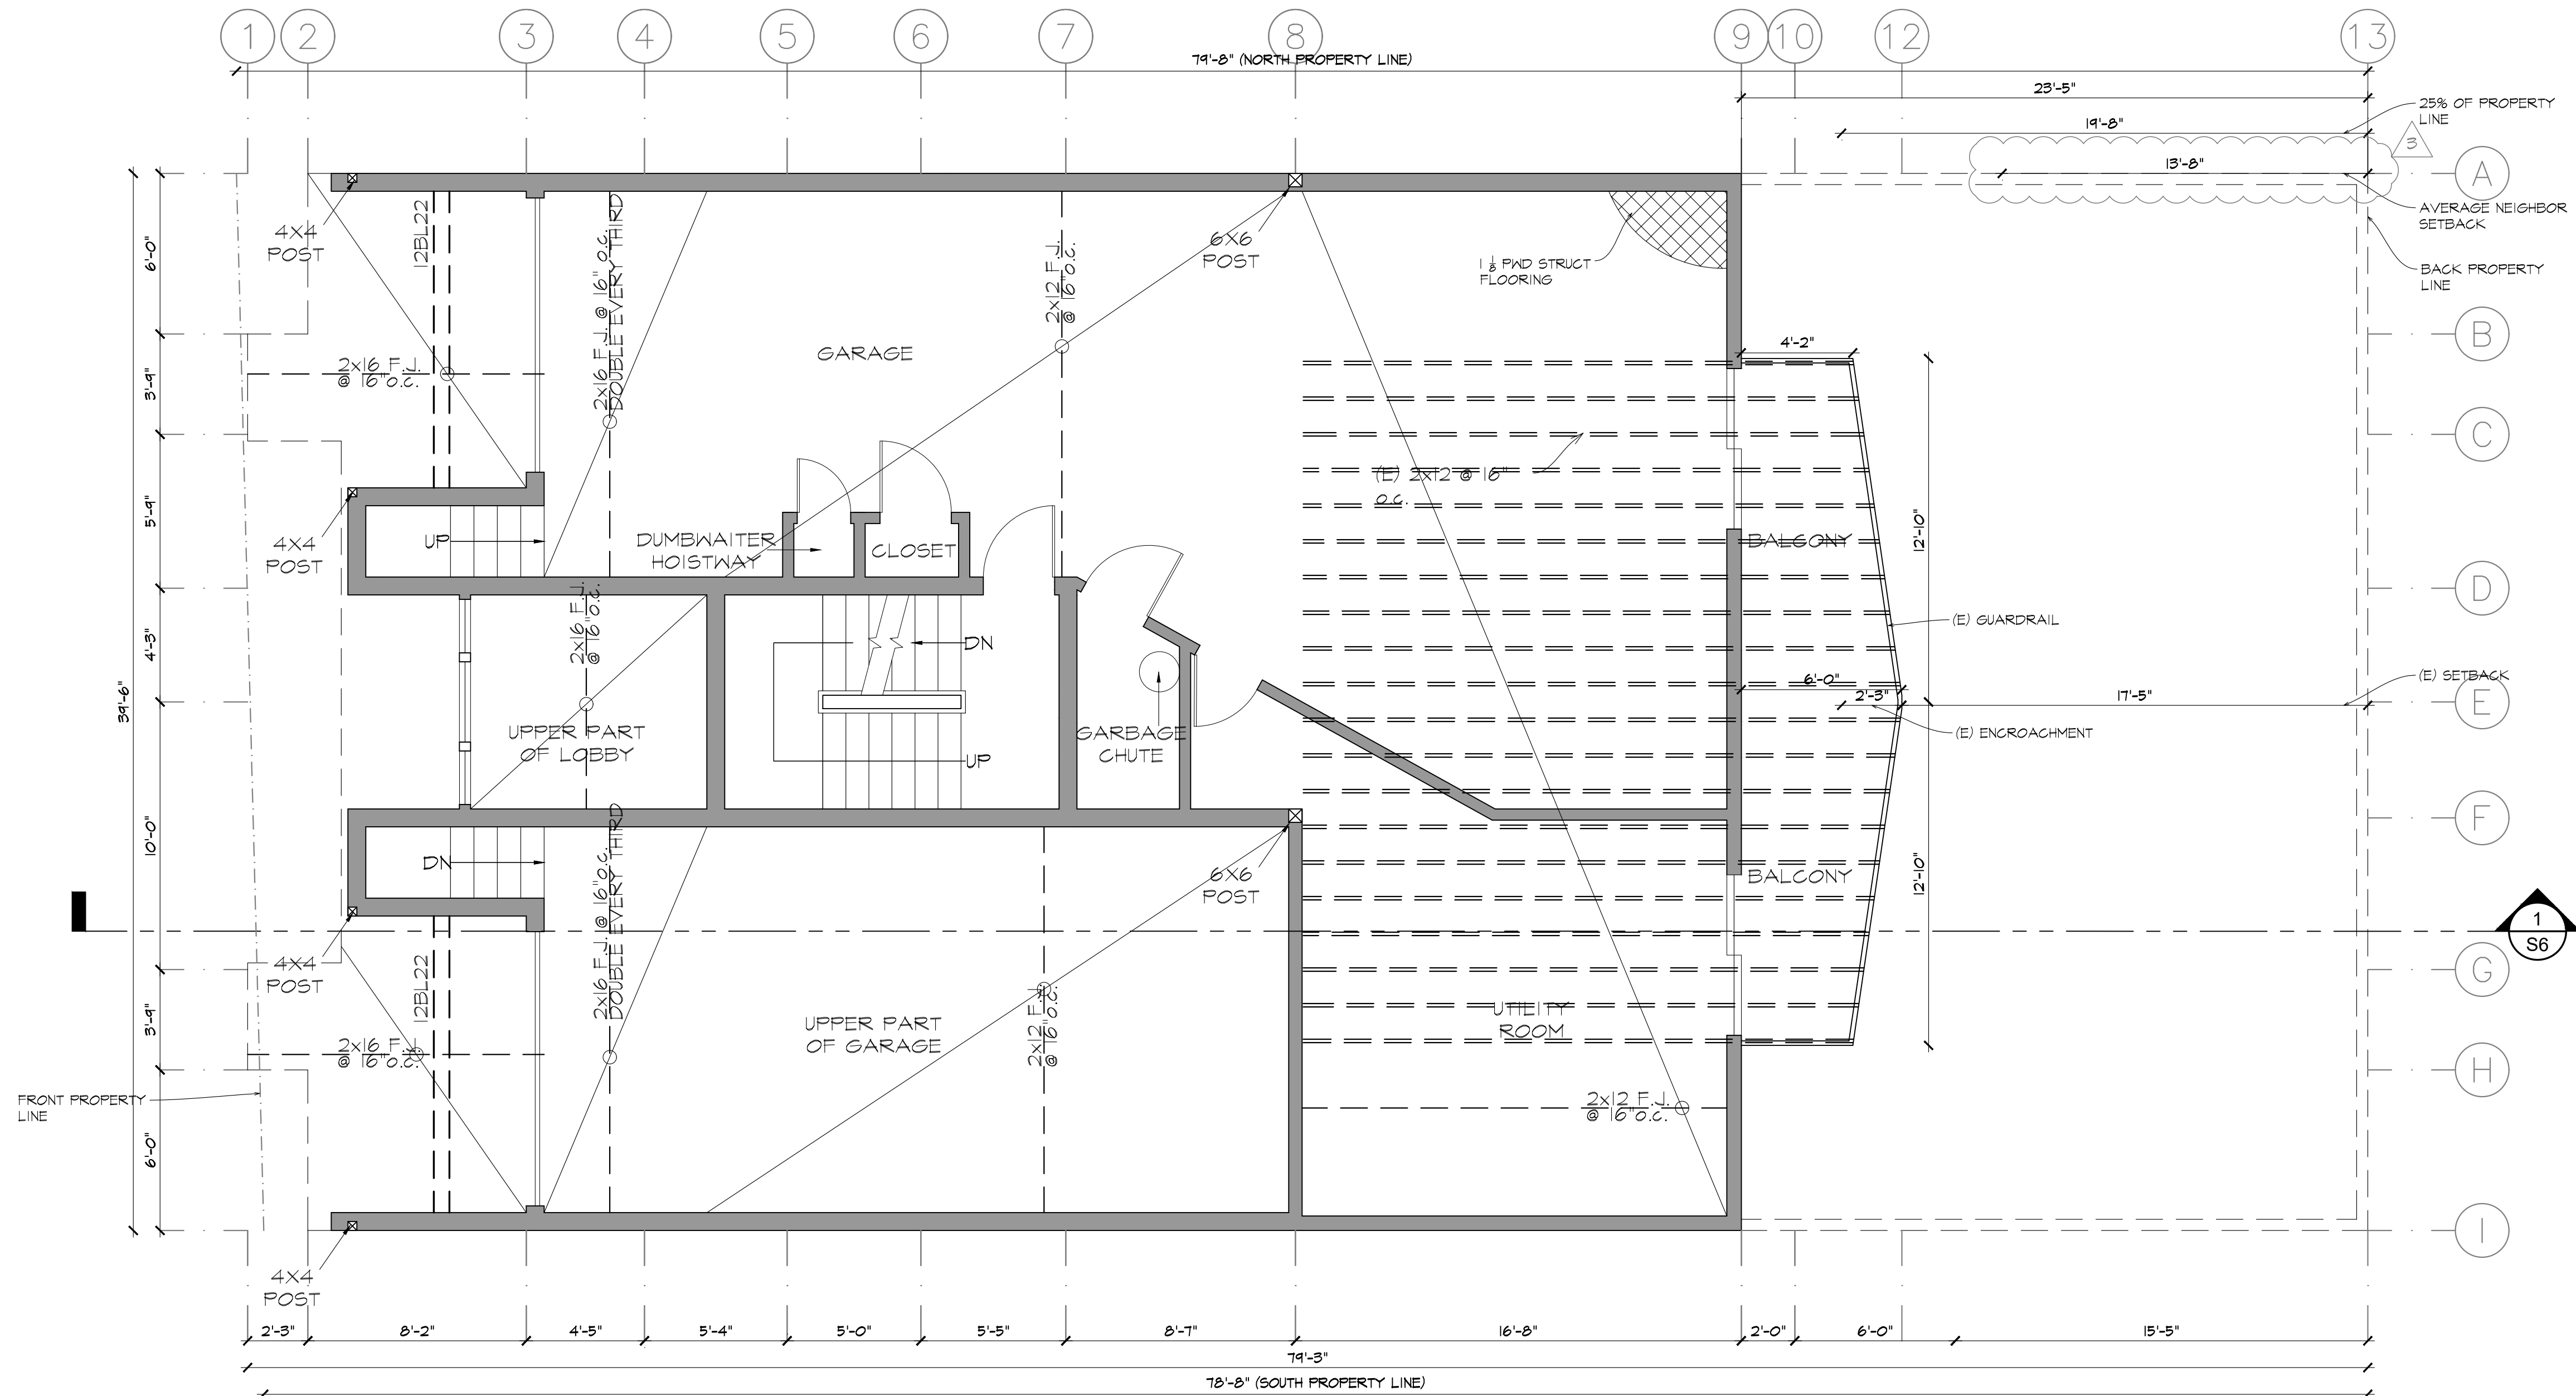 1
2
3
4
5
6
7
8
9
10
12
13
79'-8" (NORTH PROPERTY LINE)
23'-5"
25% OF PROPERTY
LINE
19'-8"
3
13'-8"
A
AVERAGE NEIGHBOR
SETBACK
BACK PROPERTY
LINE
4X4
POST
12BL22
2x16 F.J. @ 16" o.c.
DOUBLE EVERY THIRD
2x12 F.J.
@ 16"o.c.
6X6
POST
1 1/8 PWD STRUCT
FLOORING
6'-0"
B
GARAGE
4'-2"
2x16 F.J.
@ 16"o.c.
3'-9"
C
(E) 2x12 @ 16"
o.c.
5'-9"
UP
4X4
POST
DUMBWAITER
HOISTWAY
CLOSET
BALCONY
12'-10"
D
2x16 F.J.
@ 16"o.c.
(E) GUARDRAIL
4'-3"
DN
39'-6"
6'-0"
2'-3"
17'-5"
(E) SETBACK
E
UPPER PART
OF LOBBY
GARBAGE
CHUTE
(E) ENCROACHMENT
UP
F
10'-0"
DN
2x16 F.J. @ 16"o.c.
DOUBLE EVERY THIRD
6X6
POST
BALCONY
12'-10"
1
S6
4X4
POST
12BL22
G
2x12 F.J.
@ 16"o.c.
UTILITY
ROOM
UPPER PART
OF GARAGE
3'-9"
2x16 F.J.
@ 16"o.c.
H
FRONT PROPERTY
LINE
2x12 F.J.
@ 16"o.c.
6'-0"
I
4X4
POST
2'-3"
8'-2"
4'-5"
5'-4"
5'-0"
5'-5"
8'-7"
16'-8"
2'-0"
6'-0"
15'-5"
79'-3"
78'-8" (SOUTH PROPERTY LINE)